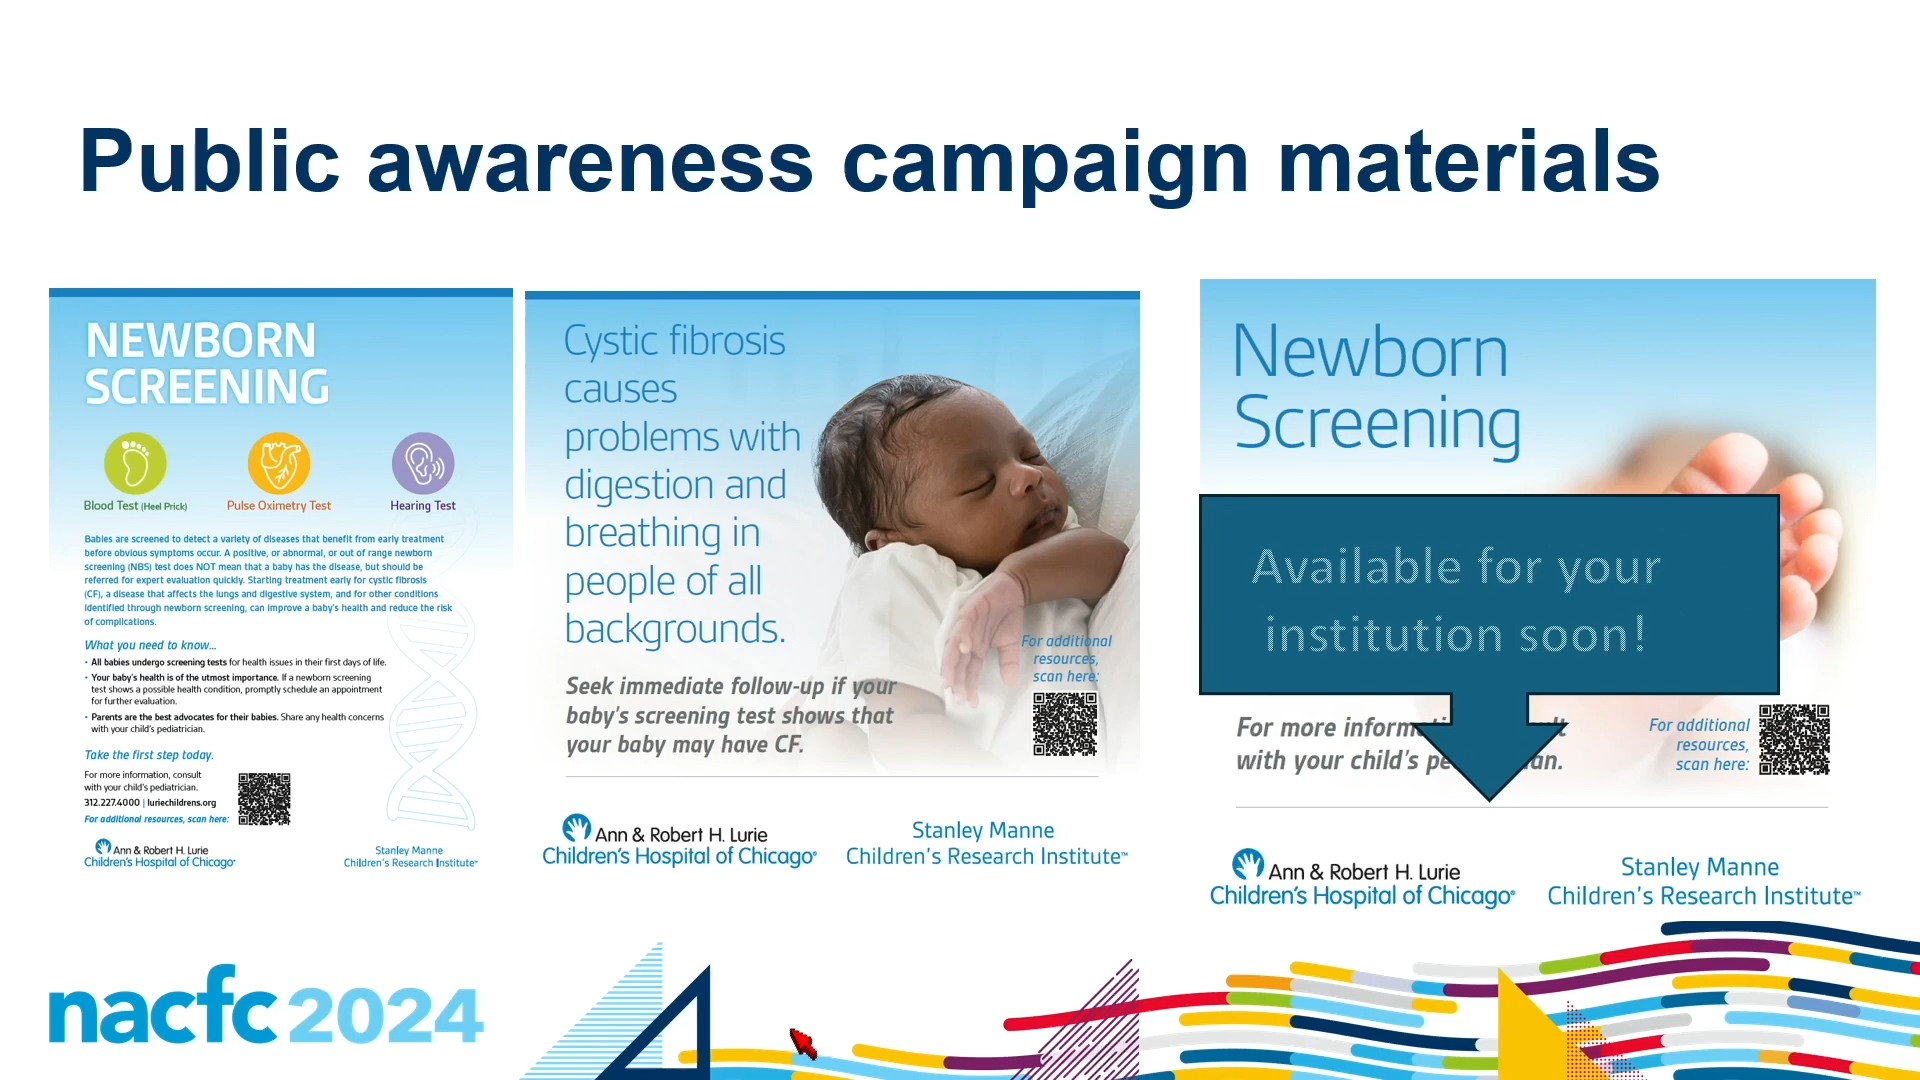 Public awareness campaign materials
NEWBORN
SCREENING
Blood Test (Heel Prick)
Pulse Oximetry Test
Hearing Test
Babies are screened to detect a variety of diseases that benefit from early treatment
before obvious symptoms occur. A positive, or abnormal, or out of range newborn
screening (NBS) test does NOT mean that a baby has the disease, but should be
referred for expert evaluation quickly. Starting treatment early for cystic fibrosis
(CF), a disease that affects the lungs and digestive system, and for other conditions
identified through newborn screening, can improve a baby's health and reduce the risk
of complications.
What you need to know...
• All babies undergo screening tests for health issues in their first days of life.
• Your baby's health is of the utmost importance. If a newborn screening
test shows a possible health condition, promptly schedule an appointment
for further evaluation.
• Parents are the best advocates for their babies. Share any health concerns
with your child's pediatrician.
Take the first step today.
For more information, consult
with your child's pediatrician.
312.227.4000 | luriechildrens.org
For additional resources, scan here:
Ann & Robert H. Lurie
Children's Hospital of Chicago®
Stanley Manne
Children's Research Institute™
Cystic fibrosis
causes
problems with
digestion and
breathing in
people of all
backgrounds.
Seek immediate follow-up if your
baby's screening test shows that
your baby may have CF.
For additional
resources,
scan here:
Ann & Robert H. Lurie
Children's Hospital of Chicago®
Stanley Manne
Children's Research Institute™
Newborn
Screening
Available for your
institution soon!
For more
with your child's
For additional
resources,
scan here:
Ann & Robert H. Lurie
Children's Hospital of Chicago®
Stanley Manne
Children's Research Institute™
nacfc 2024